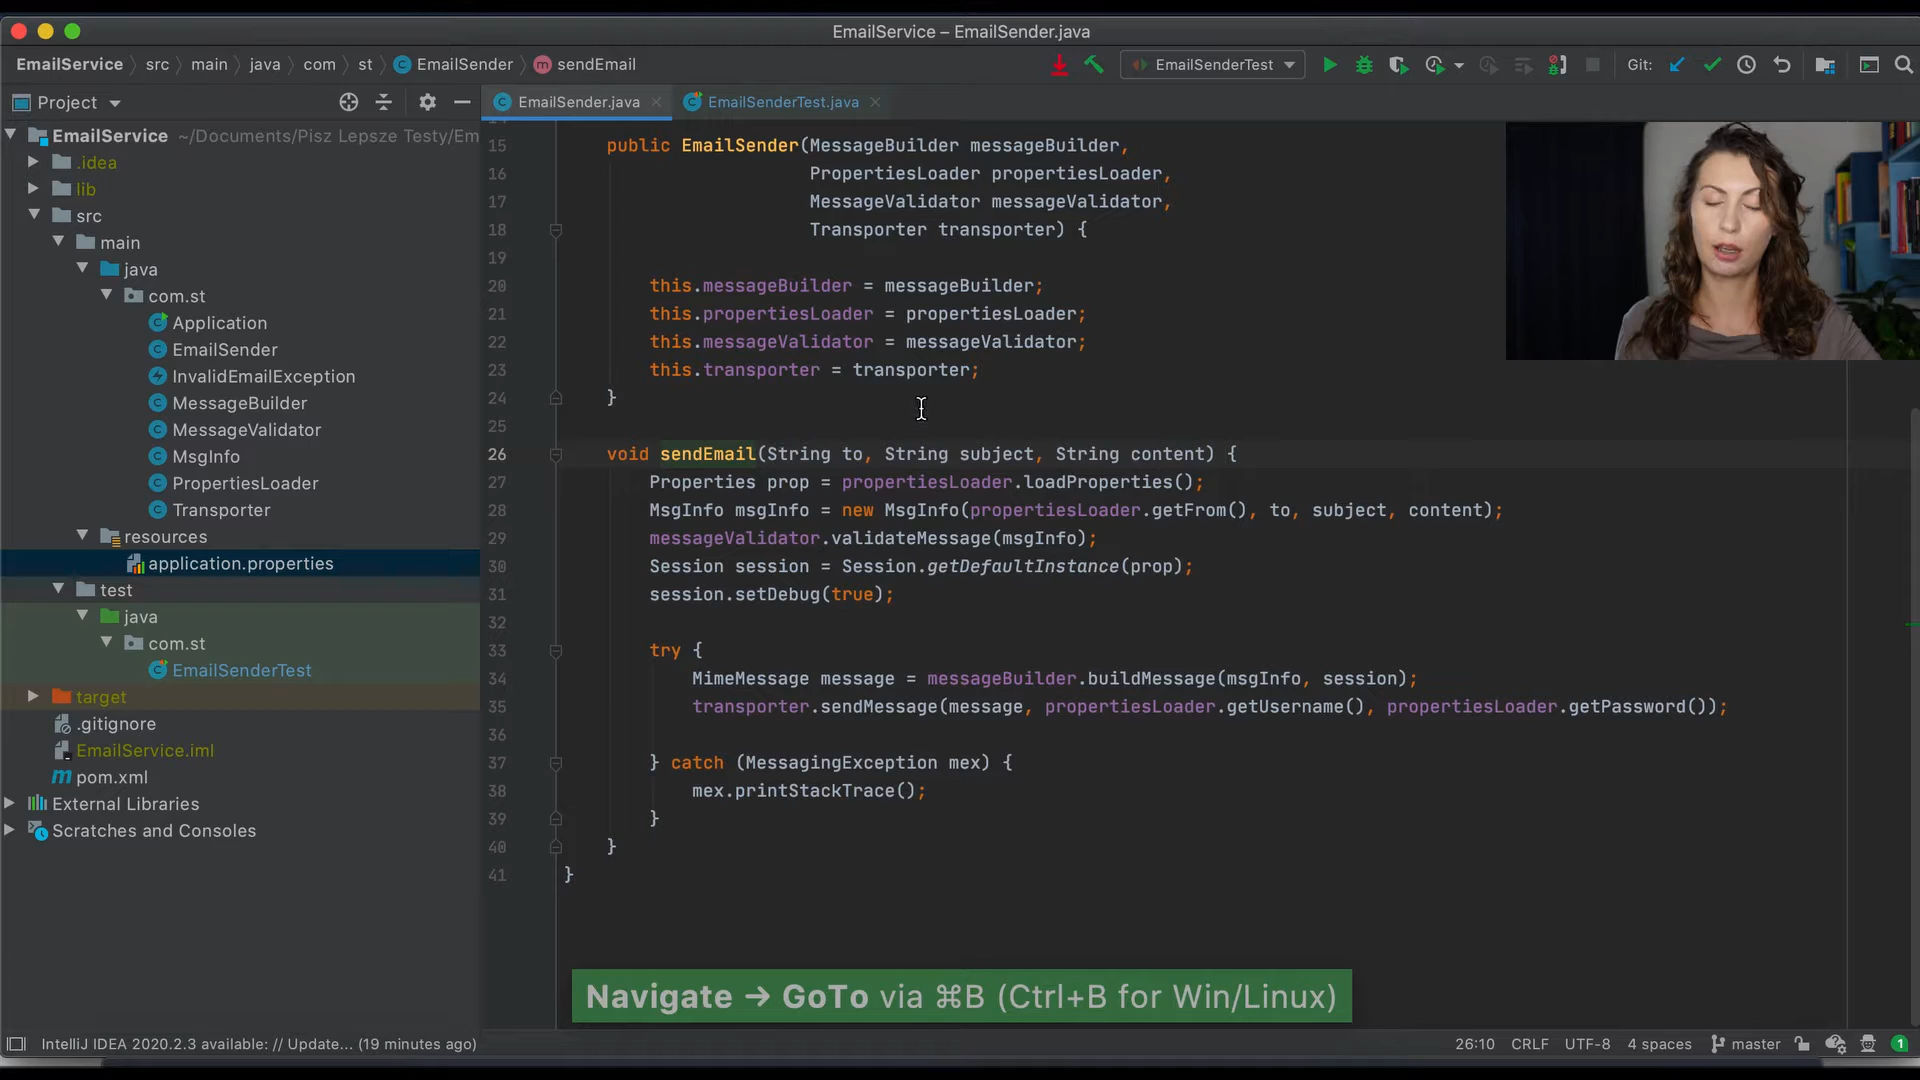 EmailService – EmailSender.java
EmailService src main java com st EmailSender sendEmail
EmailSenderTest
Git:
Project
EmailSender.java
EmailSenderTest.java
EmailService ~/Documents/Pisz Lepsze Testy/Em
.idea
lib
src
main
java
com.st
Application
EmailSender
InvalidEmailException
MessageBuilder
MessageValidator
MsgInfo
PropertiesLoader
Transporter
resources
application.properties
test
java
com.st
EmailSenderTest
target
.gitignore
EmailService.iml
pom.xml
External Libraries
Scratches and Consoles
15 public EmailSender(MessageBuilder messageBuilder,
16 PropertiesLoader propertiesLoader,
17 MessageValidator messageValidator,
18 Transporter transporter) {
19
20 this.messageBuilder = messageBuilder;
21 this.propertiesLoader = propertiesLoader;
22 this.messageValidator = messageValidator;
23 this.transporter = transporter;
24 }
25
26 void sendEmail(String to, String subject, String content) {
27 Properties prop = propertiesLoader.loadProperties();
28 MsgInfo msgInfo = new MsgInfo(propertiesLoader.getFrom(), to, subject, content);
29 messageValidator.validateMessage(msgInfo);
30 Session session = Session.getDefaultInstance(prop);
31 session.setDebug(true);
32
33 try {
34 MimeMessage message = messageBuilder.buildMessage(msgInfo, session);
35 transporter.sendMessage(message, propertiesLoader.getUsername(), propertiesLoader.getPassword());
36
37 } catch (MessagingException mex) {
38 mex.printStackTrace();
39 }
40 }
41 }
Navigate → GoTo via ⌘B (Ctrl+B for Win/Linux)
IntelliJ IDEA 2020.2.3 available: // Update... (19 minutes ago)
26:10 CRLF UTF-8 4 spaces master 1